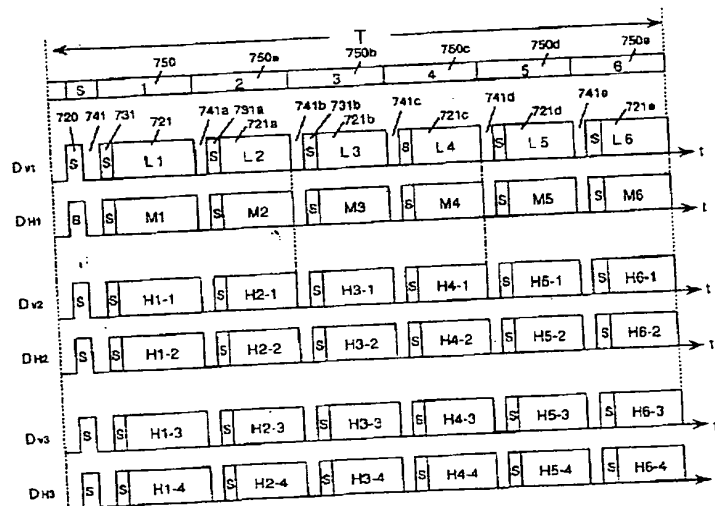 T
750 750a 750b 750c 750d 750e
S 1 2 3 4 5 6
720 741 731 721 741a 731a 721a 741b 731b 721b 741c 721c 741d 721d 741e 721e
Dv1 S S L1 S L2 S L3 S L4 S L5 S L6 t
DH1 S S M1 S M2 S M3 S M4 S M5 S M6 t
Dv2 S S H1-1 S H2-1 S H3-1 S H4-1 S H5-1 S H6-1 t
DH2 S S H1-2 S H2-2 S H3-2 S H4-2 S H5-2 S H6-2 t
Dv3 S S H1-3 S H2-3 S H3-3 S H4-3 S H5-3 S H6-3 t
DH3 S S H1-4 S H2-4 S H3-4 S H4-4 S H5-4 S H6-4 t